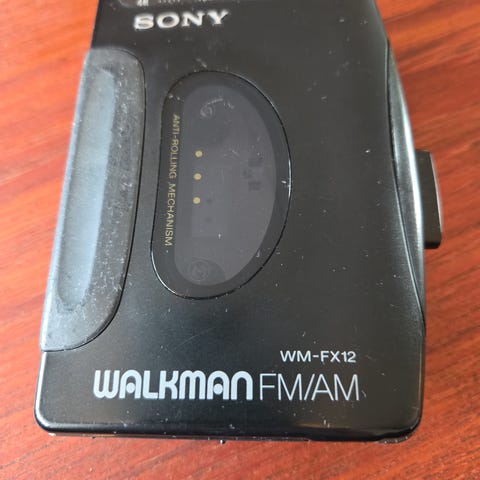 SONY
ANTI-ROLLING MECHANISM
WM-FX12
WALKMAN FM/AM